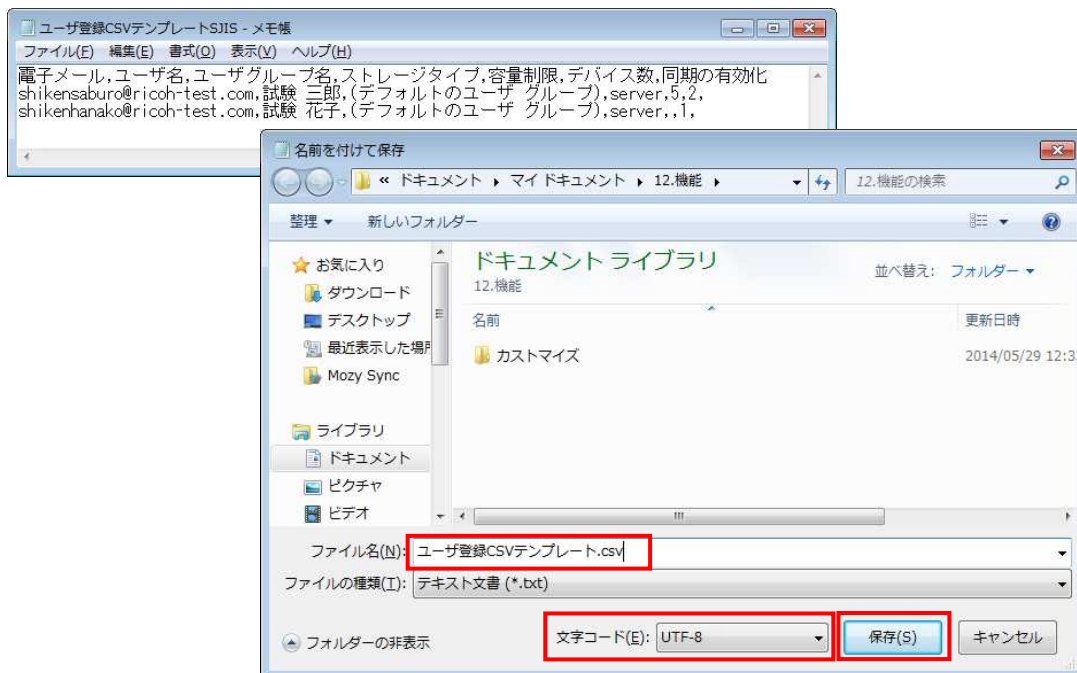 ユーザ登録CSVテンプレートSJIS - メモ帳
ファイル(F) 編集(E) 書式(O) 表示(V) ヘルプ(H)
電子メール,ユーザ名,ユーザグループ名,ストレージタイプ,容量制限,デバイス数,同期の有効化
shikensaburo@ricoh-test.com,試験 三郎,(デフォルトのユーザ グループ),server,5,2,
shikenhanako@ricoh-test.com,試験 花子,(デフォルトのユーザ グループ),server,,1,
名前を付けて保存
« ドキュメント ▸ マイ ドキュメント ▸ 12.機能 ▸ 12.機能の検索
整理 ▼ 新しいフォルダー
お気に入り
ダウンロード
デスクトップ
最近表示した場所
Mozy Sync
ライブラリ
ドキュメント
ピクチャ
ビデオ
ドキュメント ライブラリ
12.機能
並べ替え: フォルダー ▼
名前 更新日時
カストマイズ 2014/05/29 12:3
ファイル名(N): ユーザ登録CSVテンプレート.csv
ファイルの種類(T): テキスト文書 (*.txt)
フォルダーの非表示 文字コード(E): UTF-8 保存(S) キャンセル